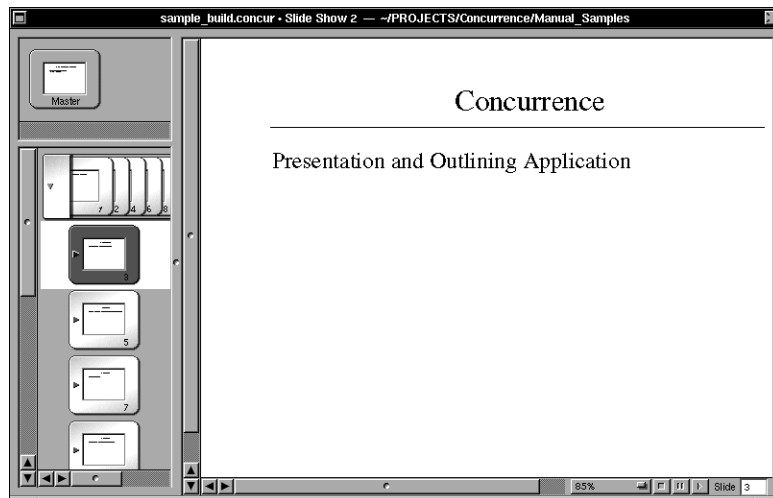 sample_build.concur • Slide Show 2 — ~/PROJECTS/Concurrence/Manual_Samples
Master
1 2 4 6 8
3
5
7
Concurrence
Presentation and Outlining Application
85%
Slide 3